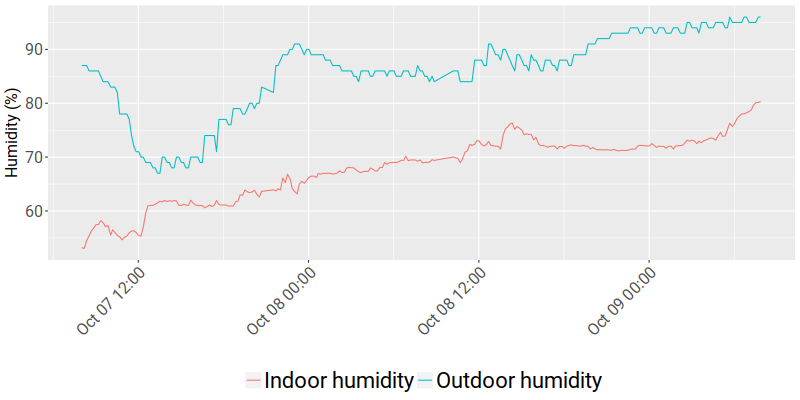 Humidity (%)
90
80
70
60
Oct 07 12:00
Oct 08 00:00
Oct 08 12:00
Oct 09 00:00
Indoor humidity
Outdoor humidity